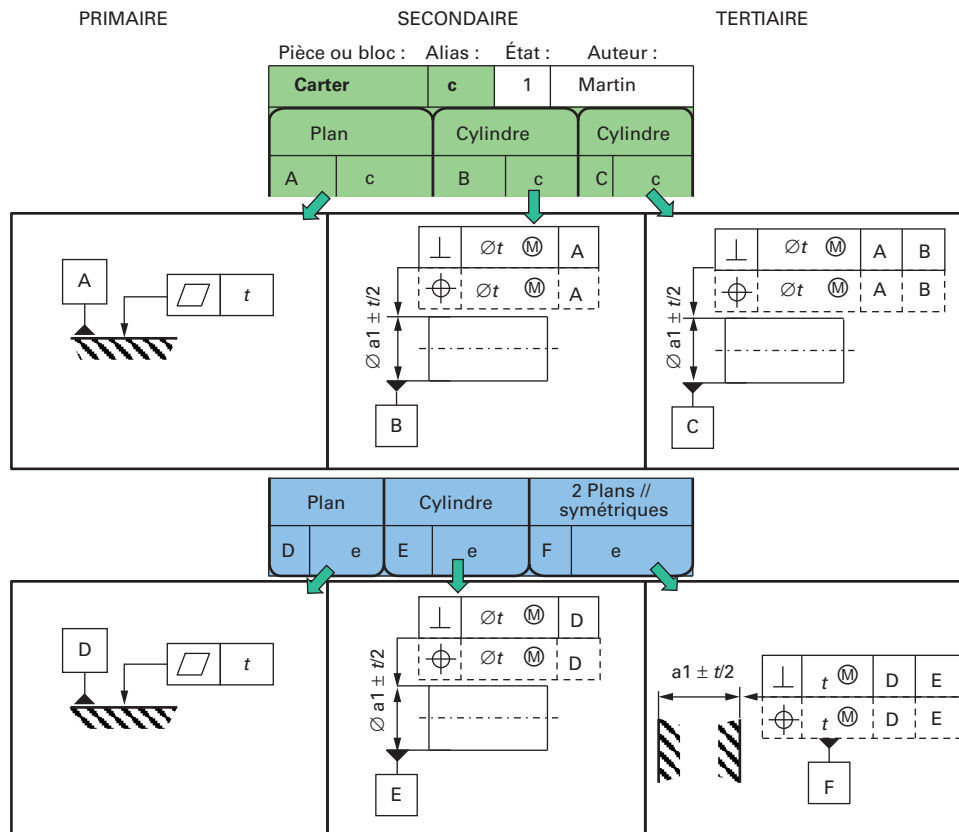 PRIMAIRE SECONDAIRE TERTIAIRE
Pièce ou bloc : Alias : État : Auteur :
Carter c 1 Martin
Plan Cylindre Cylindre
A c B c C c
A
⏥ t
⊥ ∅t Ⓜ A
⌖ ∅t Ⓜ A
∅ a1 ± t/2
B
⊥ ∅t Ⓜ A B
⌖ ∅t Ⓜ A B
∅ a1 ± t/2
C
Plan Cylindre 2 Plans //
symétriques
D e E e F e
D
⏥ t
⊥ ∅t Ⓜ D
⌖ ∅t Ⓜ D
∅ a1 ± t/2
E
a1 ± t/2
⊥ t Ⓜ D E
⌖ t Ⓜ D E
F